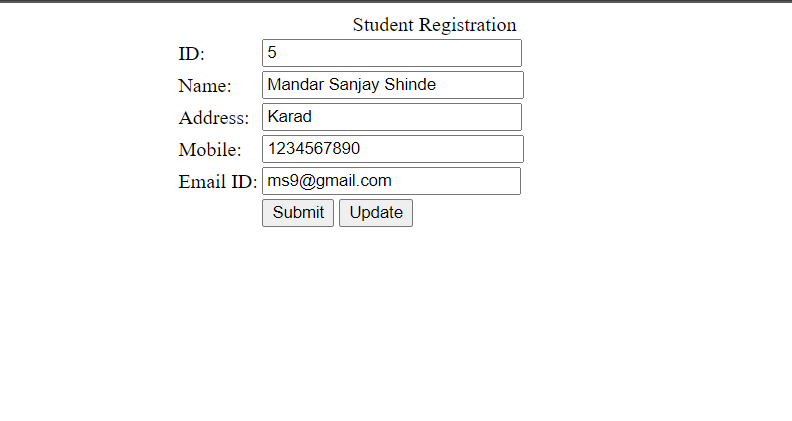 Student Registration
ID: 5
Name: Mandar Sanjay Shinde
Address: Karad
Mobile: 1234567890
Email ID: ms9@gmail.com
Submit Update